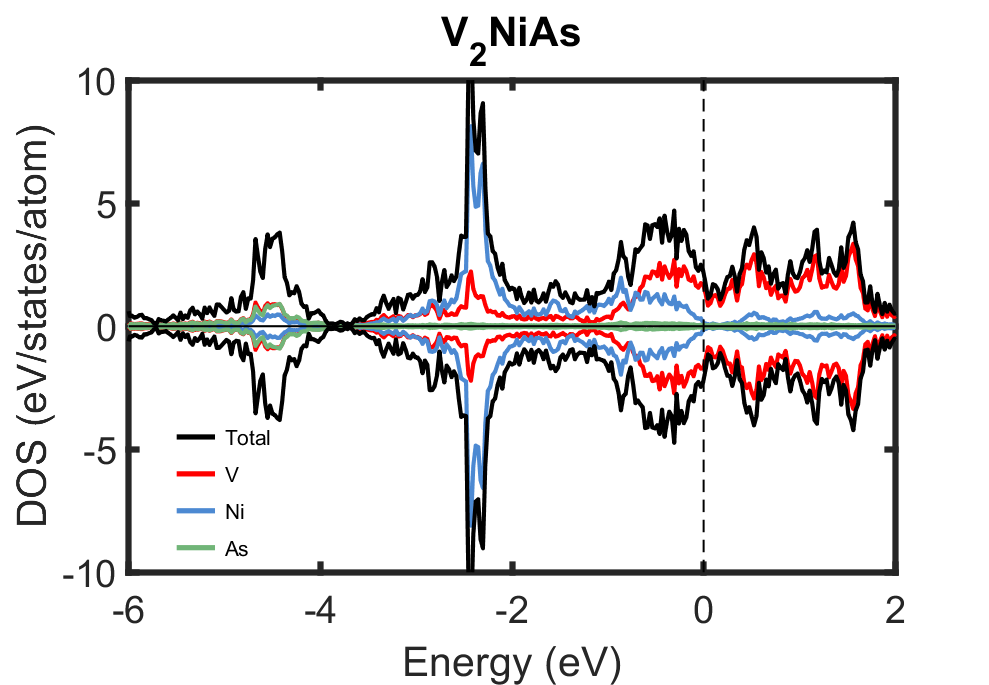 V₂NiAs
DOS (eV/states/atom)
10
5
0
-5
-10
Total
V
Ni
As
-6 -4 -2 0 2
Energy (eV)